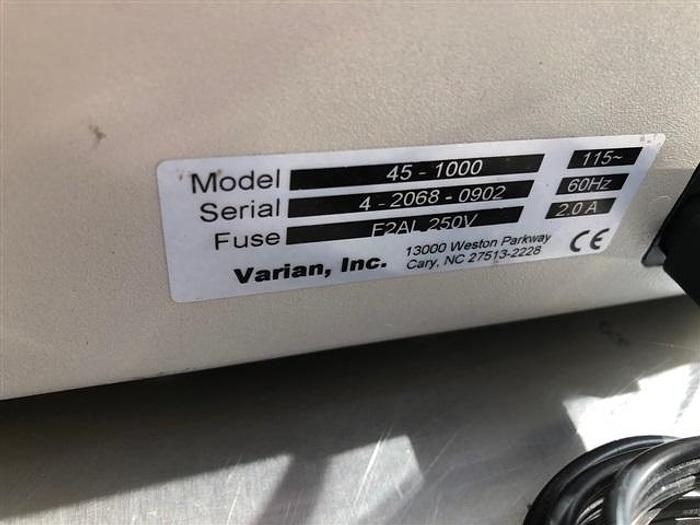 Model 45-1000 115~
Serial 4-2068-0902 60Hz
Fuse F2AL 250V 2.0 A
Varian, Inc. 13000 Weston Parkway
Cary, NC 27513-2228 CE